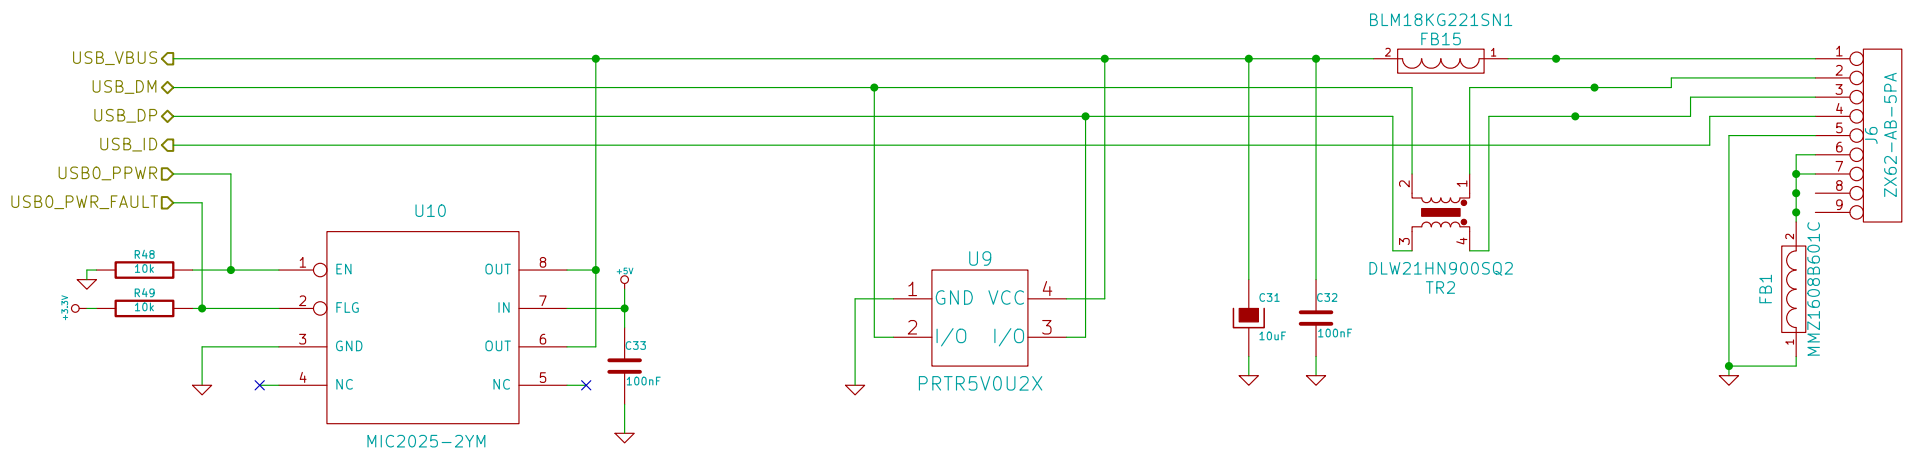 BLM18KG221SN1
FB15
2
1
USB_VBUS
USB_DM
USB_DP
USB_ID
USB0_PPWR
USB0_PWR_FAULT
1
2
3
4
5
6
7
8
9
J6
ZX62-AB-5PA
U10
R48
10k
R49
10k
+3.3V
1
EN
OUT
8
2
FLG
IN
7
3
GND
OUT
6
4
NC
NC
5
MIC2025-2YM
+5V
C33
100nF
U9
1
GND
VCC
4
2
I/O
I/O
3
PRTR5V0U2X
C31
10uF
C32
100nF
2
1
3
4
DLW21HN900SQ2
TR2
2
FB1
MMZ1608B601C
1